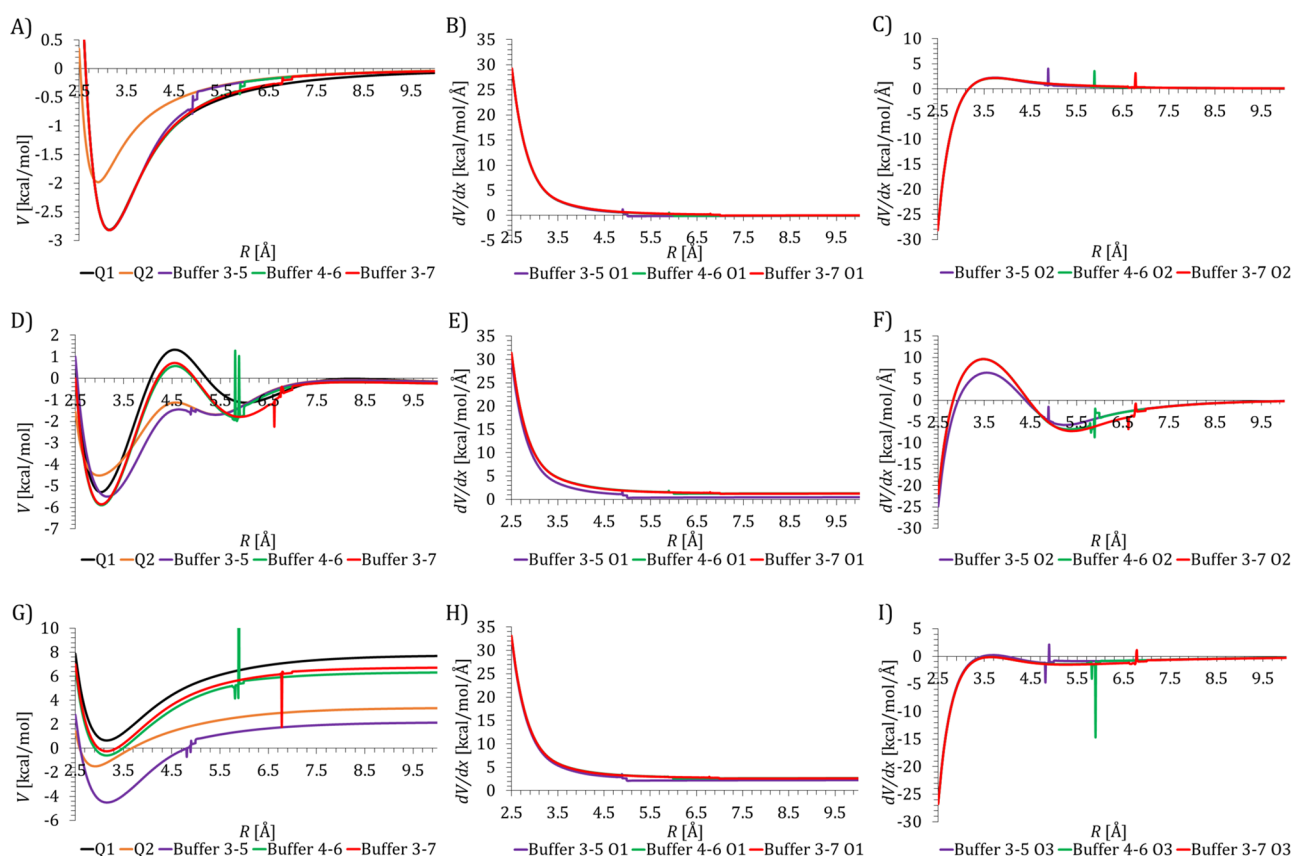 A)
0.5
0
-0.5
-1
-1.5
-2
-2.5
-3
2.5 3.5 4.5 5.5 6.5 7.5 8.5 9.5
V [kcal/mol]
R [Å]
Q1 Q2 Buffer 3-5 Buffer 4-6 Buffer 3-7
B)
35
30
25
20
15
10
5
0
-5
2.5 3.5 4.5 5.5 6.5 7.5 8.5 9.5
dV/dx [kcal/mol/Å]
R [Å]
Buffer 3-5 O1 Buffer 4-6 O1 Buffer 3-7 O1
C)
10
5
0
-5
-10
-15
-20
-25
-30
2.5 3.5 4.5 5.5 6.5 7.5 8.5 9.5
dV/dx [kcal/mol/Å]
R [Å]
Buffer 3-5 O2 Buffer 4-6 O2 Buffer 3-7 O2
D)
2
1
0
-1
-2
-3
-4
-5
-6
-7
2.5 3.5 4.5 5.5 6.5 7.5 8.5 9.5
V [kcal/mol]
R [Å]
Q1 Q2 Buffer 3-5 Buffer 4-6 Buffer 3-7
E)
35
30
25
20
15
10
5
0
2.5 3.5 4.5 5.5 6.5 7.5 8.5 9.5
dV/dx [kcal/mol/Å]
R [Å]
Buffer 3-5 O1 Buffer 4-6 O1 Buffer 3-7 O1
F)
15
10
5
0
-5
-10
-15
-20
-25
-30
2.5 3.5 4.5 5.5 6.5 7.5 8.5 9.5
dV/dx [kcal/mol/Å]
R [Å]
Buffer 3-5 O2 Buffer 4-6 O2 Buffer 3-7 O2
G)
10
8
6
4
2
0
-2
-4
-6
2.5 3.5 4.5 5.5 6.5 7.5 8.5 9.5
V [kcal/mol]
R [Å]
Q1 Q2 Buffer 3-5 Buffer 4-6 Buffer 3-7
H)
35
30
25
20
15
10
5
0
2.5 3.5 4.5 5.5 6.5 7.5 8.5 9.5
dV/dx [kcal/mol/Å]
R [Å]
Buffer 3-5 O1 Buffer 4-6 O1 Buffer 3-7 O1
I)
5
0
-5
-10
-15
-20
-25
-30
2.5 3.5 4.5 5.5 6.5 7.5 8.5 9.5
dV/dx [kcal/mol/Å]
R [Å]
Buffer 3-5 O3 Buffer 4-6 O3 Buffer 3-7 O3